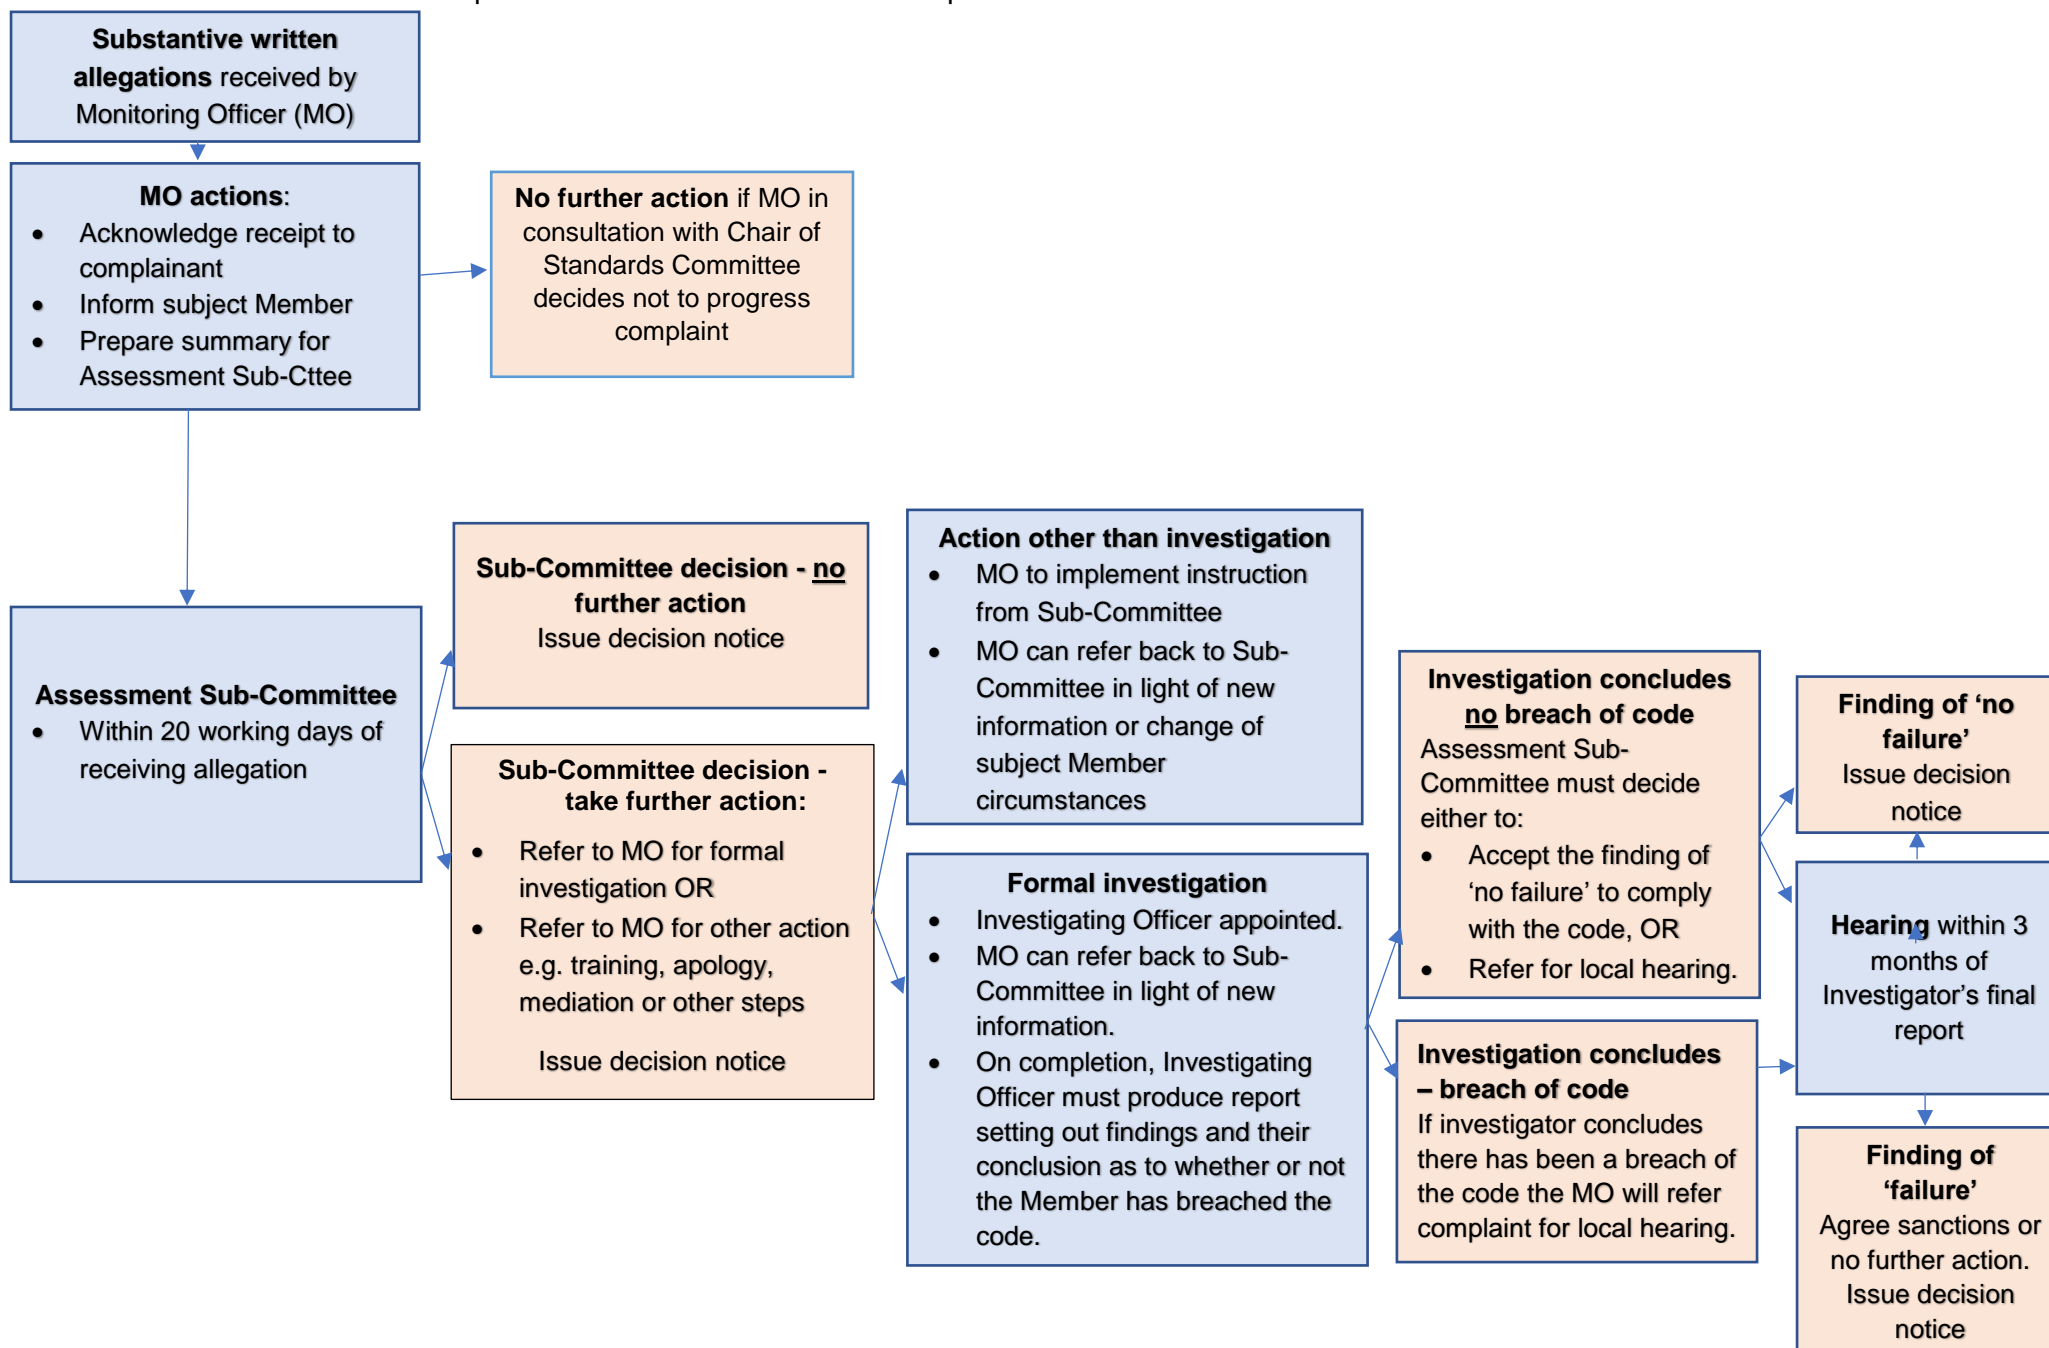 Substantive written
allegations received by
Monitoring Officer (MO)
MO actions:
• Acknowledge receipt to
complainant
• Inform subject Member
• Prepare summary for
Assessment Sub-Cttee
No further action if MO in
consultation with Chair of
Standards Committee
decides not to progress
complaint
Assessment Sub-Committee
• Within 20 working days of
receiving allegation
Sub-Committee decision - no
further action
Issue decision notice
Sub-Committee decision -
take further action:
• Refer to MO for formal
investigation OR
• Refer to MO for other action
e.g. training, apology,
mediation or other steps
Issue decision notice
Action other than investigation
• MO to implement instruction
from Sub-Committee
• MO can refer back to Sub-
Committee in light of new
information or change of
subject Member
circumstances
Formal investigation
• Investigating Officer appointed.
• MO can refer back to Sub-
Committee in light of new
information.
• On completion, Investigating
Officer must produce report
setting out findings and their
conclusion as to whether or not
the Member has breached the
code.
Investigation concludes
no breach of code
Assessment Sub-
Committee must decide
either to:
• Accept the finding of
‘no failure’ to comply
with the code, OR
• Refer for local hearing.
Investigation concludes
– breach of code
If investigator concludes
there has been a breach of
the code the MO will refer
complaint for local hearing.
Finding of ‘no
failure’
Issue decision
notice
Hearing within 3
months of
Investigator’s final
report
Finding of
‘failure’
Agree sanctions or
no further action.
Issue decision
notice